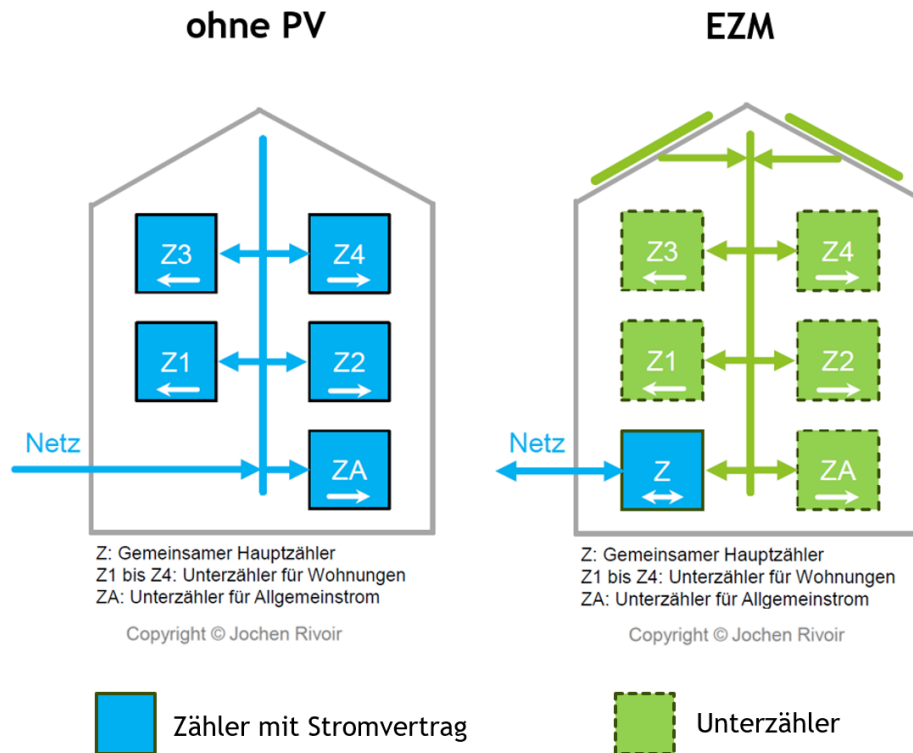 ohne PV
Z3
Z4
Z1
Z2
Netz
ZA
Z: Gemeinsamer Hauptzähler
Z1 bis Z4: Unterzähler für Wohnungen
ZA: Unterzähler für Allgemeinstrom
Copyright © Jochen Rivoir
Zähler mit Stromvertrag
EZM
Z3
Z4
Z1
Z2
Netz
Z
ZA
Z: Gemeinsamer Hauptzähler
Z1 bis Z4: Unterzähler für Wohnungen
ZA: Unterzähler für Allgemeinstrom
Copyright © Jochen Rivoir
Unterzähler